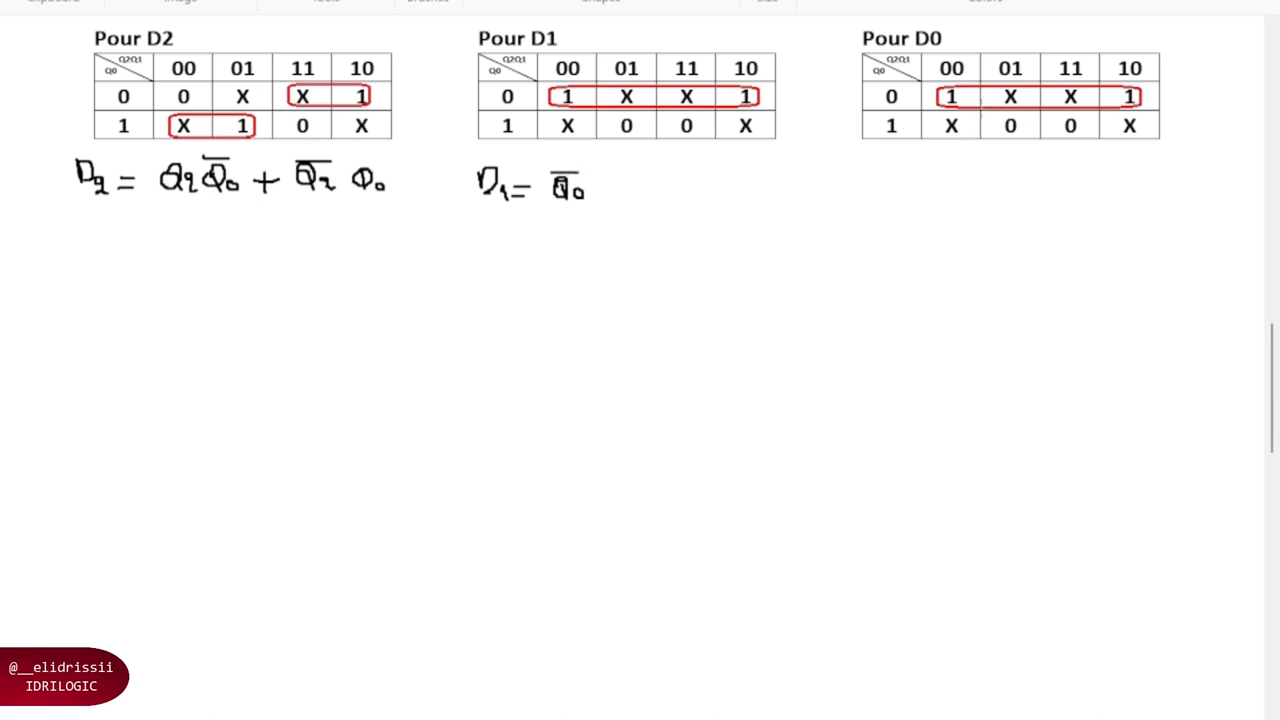 Pour D2 Pour D1 Pour D0
Q2Q1 Q0 00 01 11 10 Q2Q1 Q0 00 01 11 10 Q2Q1 Q0 00 01 11 10
0 0 X X 1 0 1 X X 1 0 1 X X 1
1 X 1 0 X 1 X 0 0 X 1 X 0 0 X
D₂ = Q₂Q̅₀ + Q̅₂ Q₀ D₁ = Q̅₀
@__elidrissii
IDRILOGIC